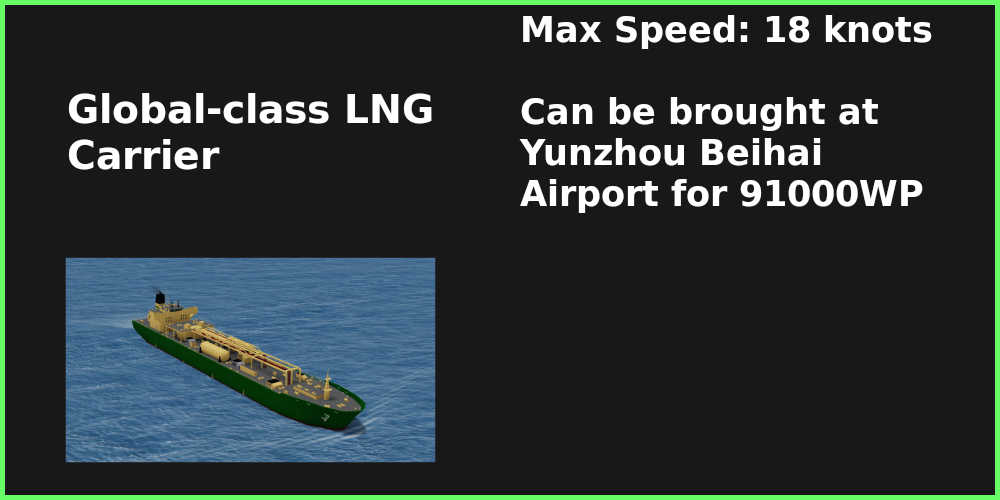 Global-class LNG
Carrier
Max Speed: 18 knots
Can be brought at
Yunzhou Beihai
Airport for 91000WP